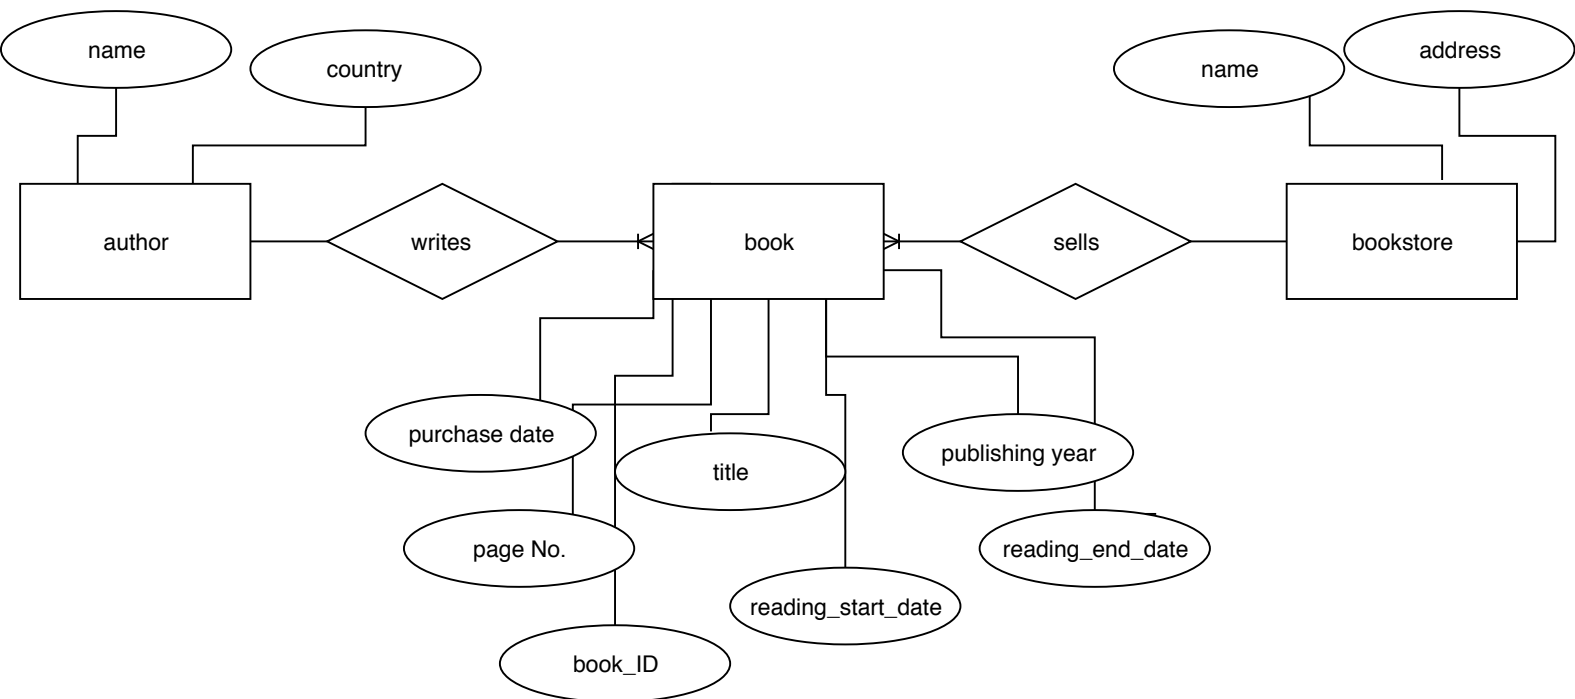 name
country
name
address
author
writes
book
sells
bookstore
purchase date
title
publishing year
page No.
reading_end_date
reading_start_date
book_ID